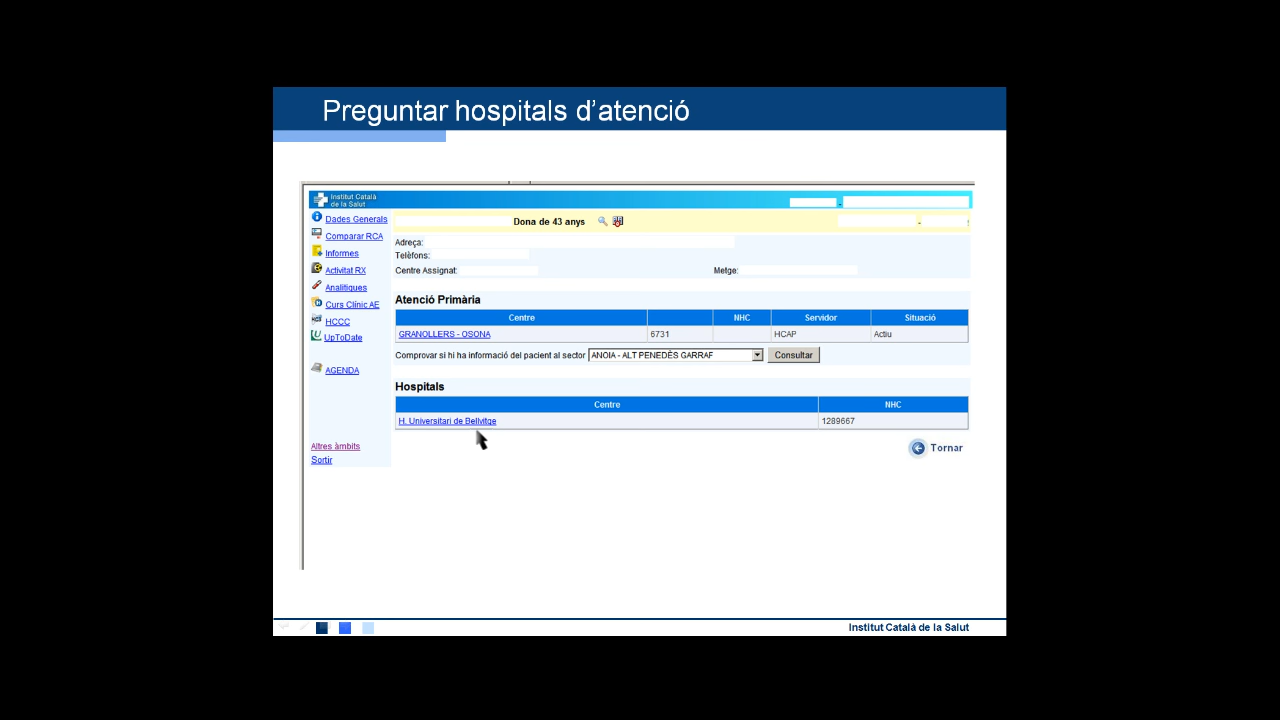 Preguntar hospitals d'atenció
Institut Català
de la Salut
-
Dades Generals
Dona de 43 anys
-
Comparar RCA
Adreça:
Informes
Telèfons:
Activitat RX
Centre Assignat:
Metge:
Analítiques
Curs Clínic AE
HCCC
UpToDate
AGENDA
Altres àmbits
Sortir
Atenció Primària
Centre NHC Servidor Situació
GRANOLLERS - OSONA 6731 HCAP Actiu
Comprovar si hi ha informació del pacient al sector ANOIA - ALT PENEDÈS GARRAF Consultar
Hospitals
Centre NHC
H. Universitari de Bellvitge 1289667
Tornar
Institut Català de la Salut